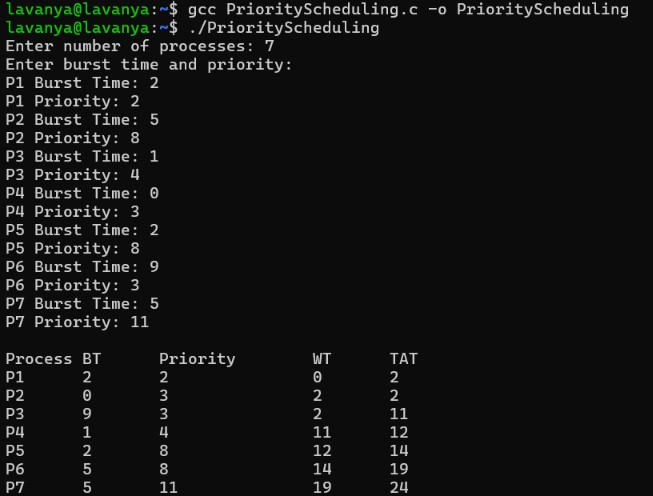 lavanya@lavanya:~$ gcc PriorityScheduling.c -o PriorityScheduling
lavanya@lavanya:~$ ./PriorityScheduling
Enter number of processes: 7
Enter burst time and priority:
P1 Burst Time: 2
P1 Priority: 2
P2 Burst Time: 5
P2 Priority: 8
P3 Burst Time: 1
P3 Priority: 4
P4 Burst Time: 0
P4 Priority: 3
P5 Burst Time: 2
P5 Priority: 8
P6 Burst Time: 9
P6 Priority: 3
P7 Burst Time: 5
P7 Priority: 11

Process BT      Priority        WT      TAT
P1      2       2               0       2
P2      0       3               2       2
P3      9       3               2       11
P4      1       4               11      12
P5      2       8               12      14
P6      5       8               14      19
P7      5       11              19      24